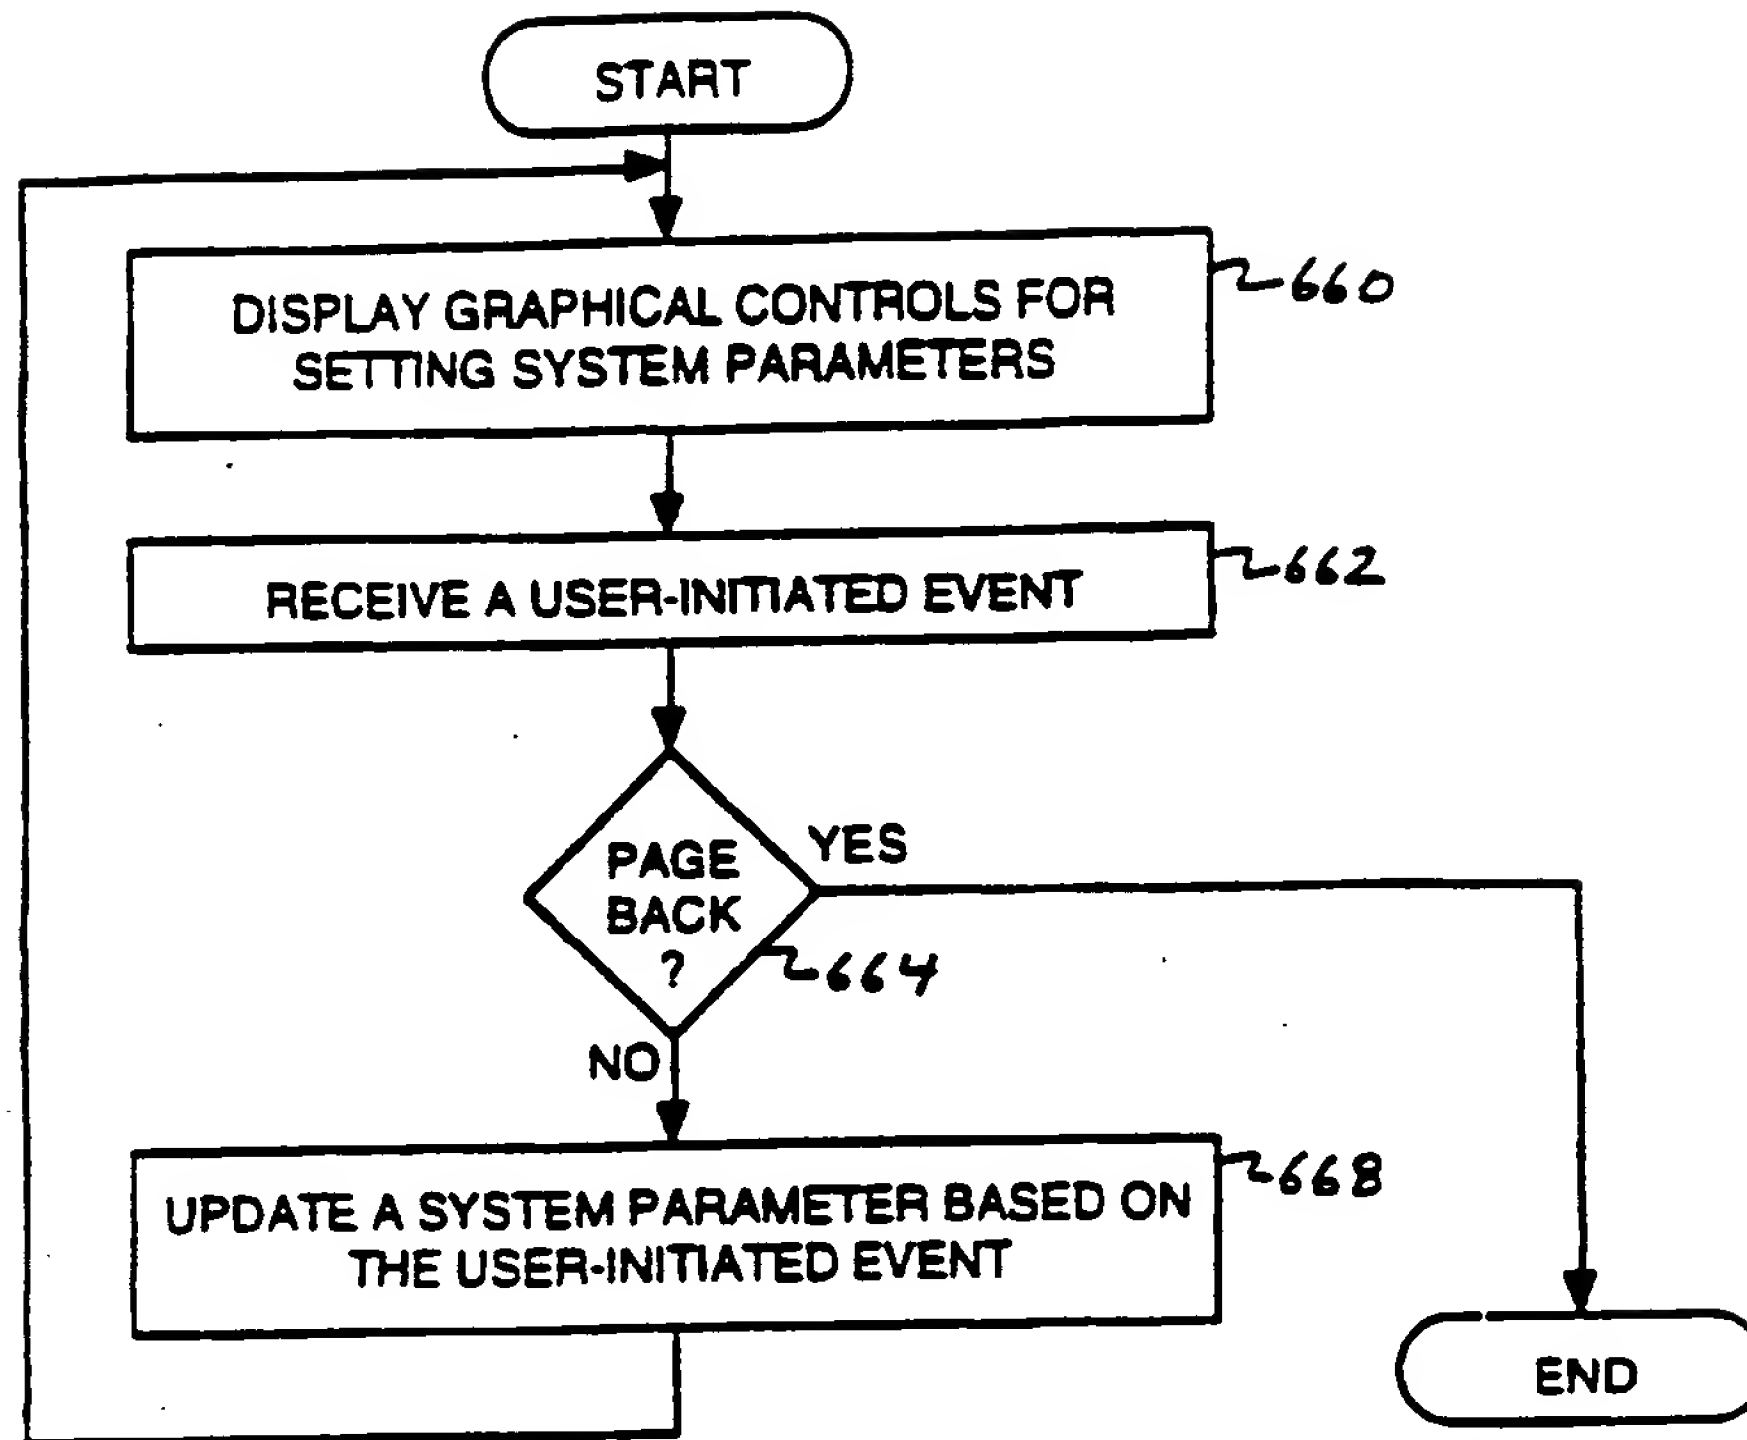 START
DISPLAY GRAPHICAL CONTROLS FOR
SETTING SYSTEM PARAMETERS
660
RECEIVE A USER-INITIATED EVENT
662
PAGE
BACK
?
YES
664
NO
UPDATE A SYSTEM PARAMETER BASED ON
THE USER-INITIATED EVENT
668
END